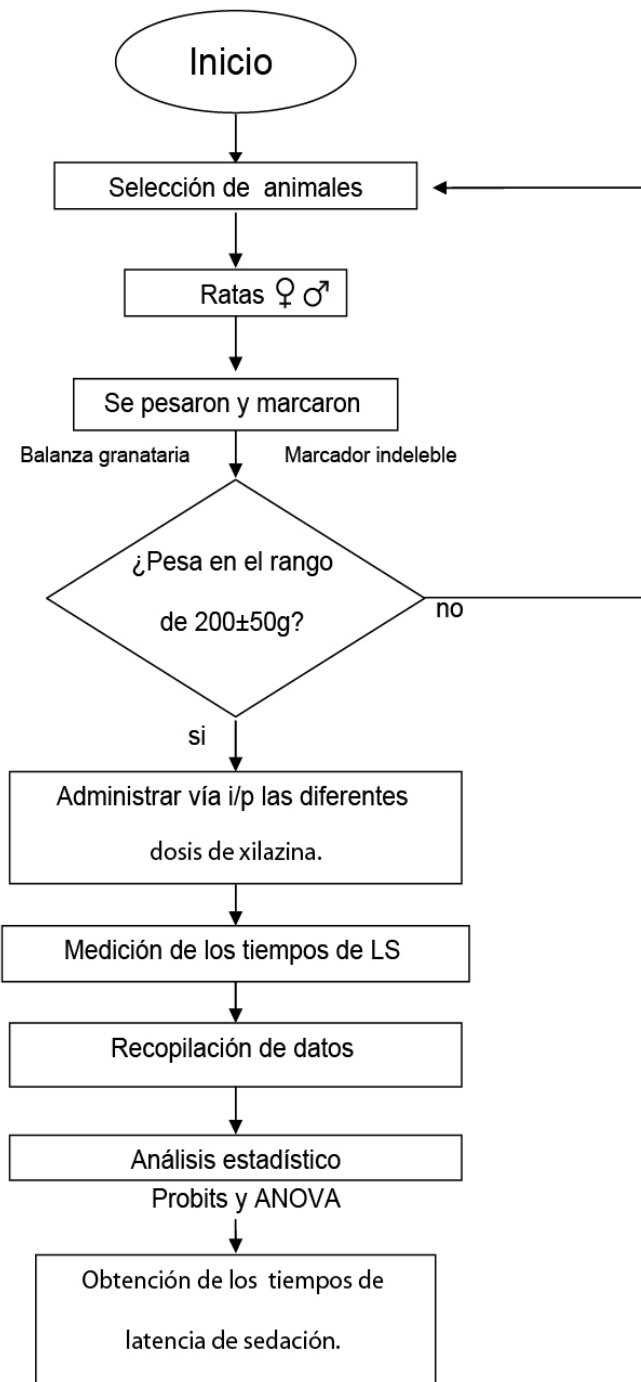 Inicio
Selección de animales
Ratas ♀ ♂
Se pesaron y marcaron
Balanza granataria
Marcador indeleble
¿Pesa en el rango
de 200±50g?
no
si
Administrar vía i/p las diferentes
dosis de xilazina.
Medición de los tiempos de LS
Recopilación de datos
Análisis estadístico
Probits y ANOVA
Obtención de los tiempos de
latencia de sedación.